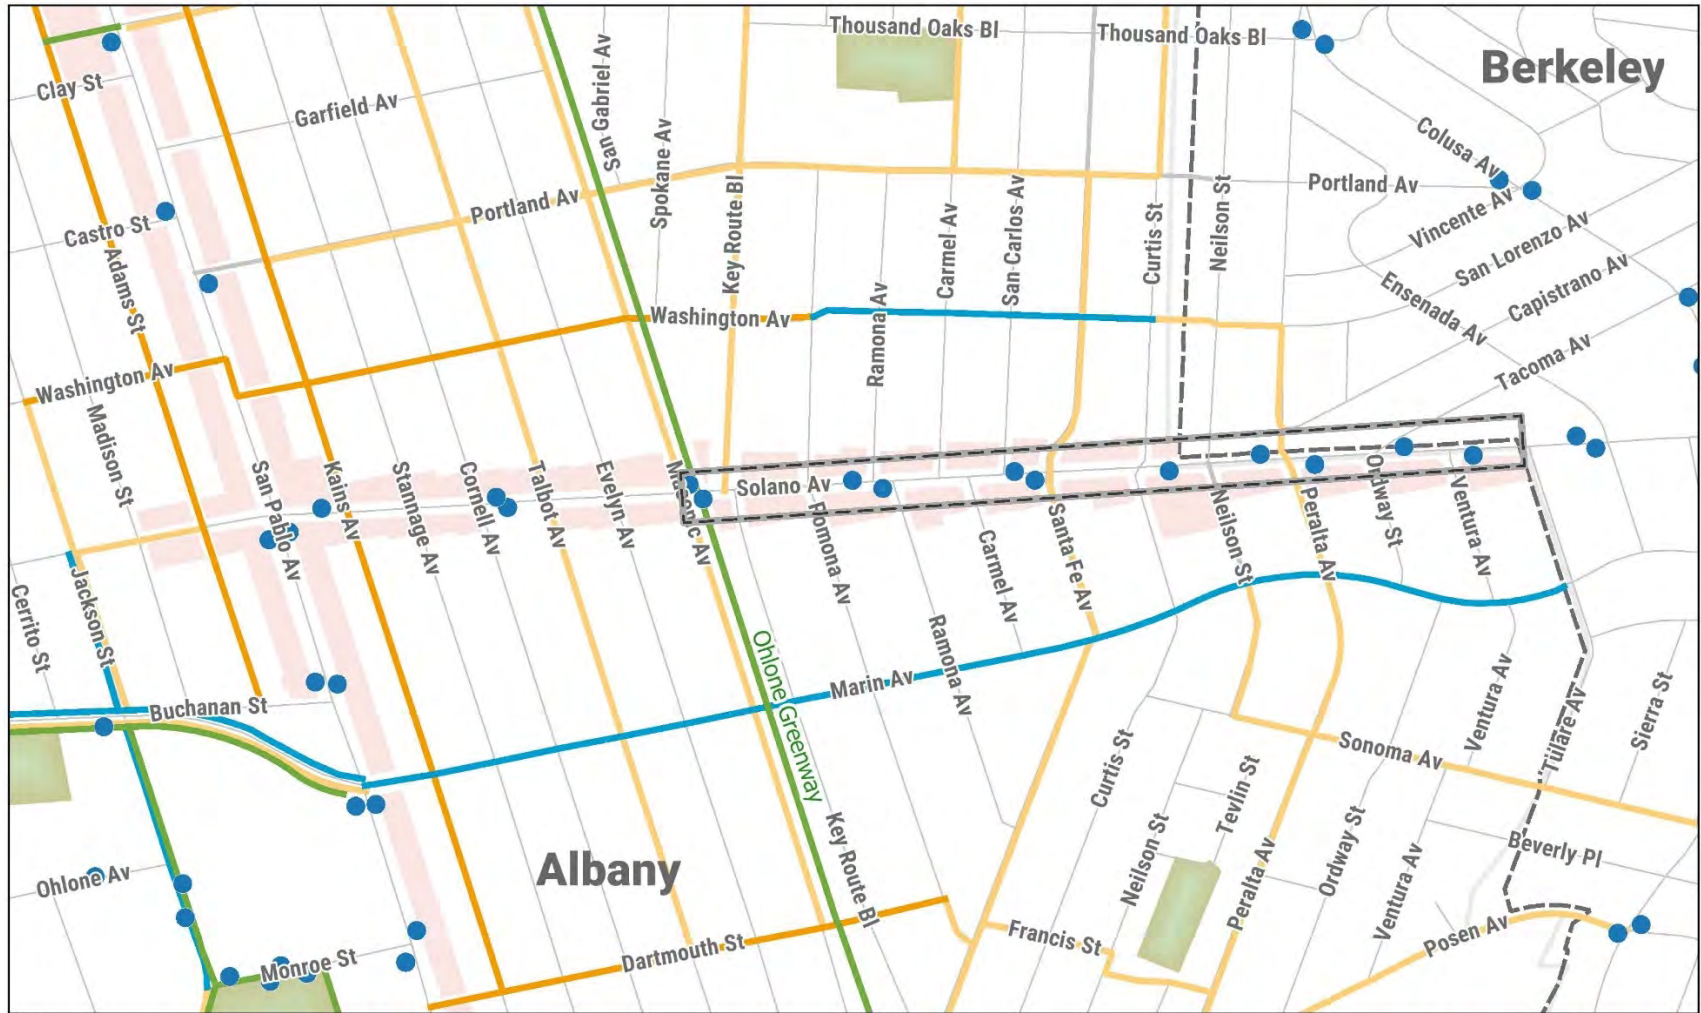 Thousand Oaks Bl
Thousand Oaks Bl
Berkeley
Clay St
Garfield Av
San Gabriel Av
Spokane Av
Colusa Av
Portland Av
Portland Av
Key Route Bl
Carmel Av
San Carlos Av
Curtis St
Neilson St
Vincente Av
San Lorenzo Av
Castro St
Adams St
Capistrano Av
Ensenada Av
Washington Av
Ramona Av
Tacoma Av
Washington Av
Madison St
San Pablo Av
Kains Av
Stannage Av
Cornell Av
Talbot Av
Evelyn Av
Solano Av
Pomona Av
Carmel Av
Santa Fe Av
Neilson St
Peralta Av
Ordway St
Ventura Av
Cerrito St
Jackson St
Ohlone Greenway
Marin Av
Ramona Av
Buchanan St
Curtis St
Sonoma Av
Ventura Av
Tulare Av
Sierra St
Tevlin St
Neilson St
Peralta Av
Ordway St
Ventura Av
Beverly Pl
Albany
Key Route Bl
Ohlone Av
Monroe St
Dartmouth St
Francis St
Posen Av